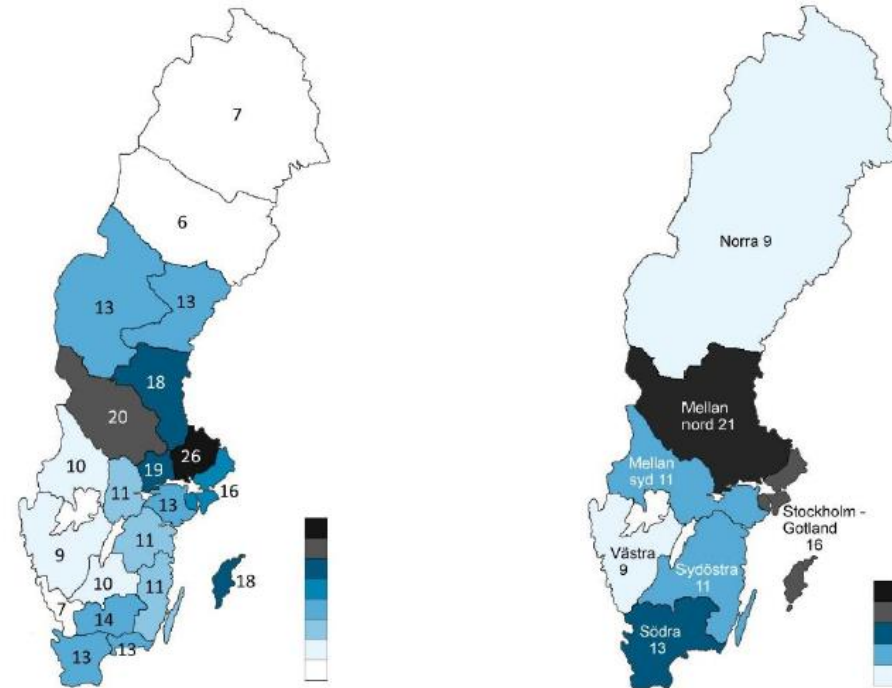 7
6
13
13
18
20
26
10
19
11
16
13
9
11
10
11
18
7
14
13
13
Norra 9
Mellan
nord 21
Mellan
syd 11
Stockholm -
Gotland
16
Västra
9
Sydöstra
11
Södra
13